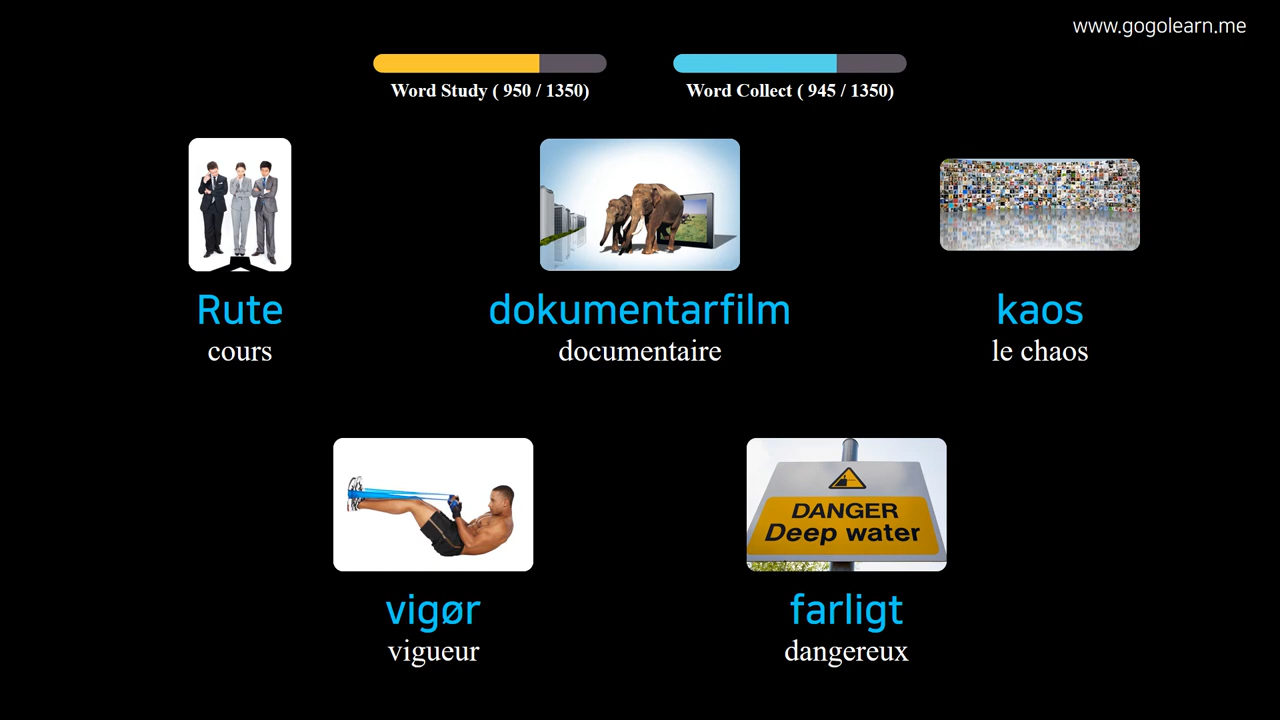 www.gogolearn.me
Word Study ( 950 / 1350)
Word Collect ( 945 / 1350)
Rute
cours
dokumentarfilm
documentaire
kaos
le chaos
DANGER
Deep water
vigør
vigueur
farligt
dangereux